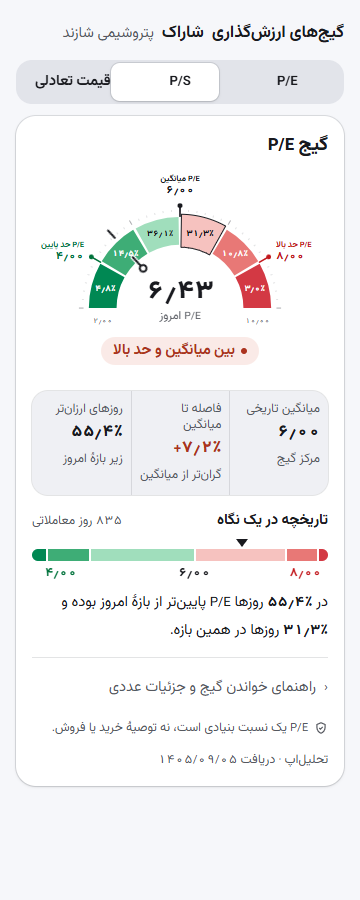 گیج‌های ارزش‌گذاری شاراک پتروشیمی شازند
P/E
P/S
قیمت تعادلی
گیج P/E
P/E میانگین
۶٫۰۰
P/E حد بالا
۸٫۰۰
P/E حد پایین
۴٫۰۰
۳٫۰٪
۱۰٫۸٪
۳۱٫۳٪
۳۶٫۱٪
۱۴٫۵٪
۴٫۸٪
۶٫۴۳
P/E امروز
۱۰٫۰۰
۲٫۰۰
بین میانگین و حد بالا
میانگین تاریخی
۶٫۰۰
مرکز گیج
فاصله تا میانگین
+۷٫۲٪
گران‌تر از میانگین
روزهای ارزان‌تر
۵۵٫۴٪
زیر بازهٔ امروز
تاریخچه در یک نگاه
۸۳۵ روز معاملاتی
۸٫۰۰
۶٫۰۰
۴٫۰۰
در ۵۵٫۴٪ روزها P/E پایین‌تر از بازهٔ امروز بوده و
۳۱٫۳٪ روزها در همین بازه.
‹ راهنمای خواندن گیج و جزئیات عددی
P/E یک نسبت بنیادی است، نه توصیهٔ خرید یا فروش.
تحلیل‌اپ · دریافت ۱۴۰۵/۰۹/۰۵